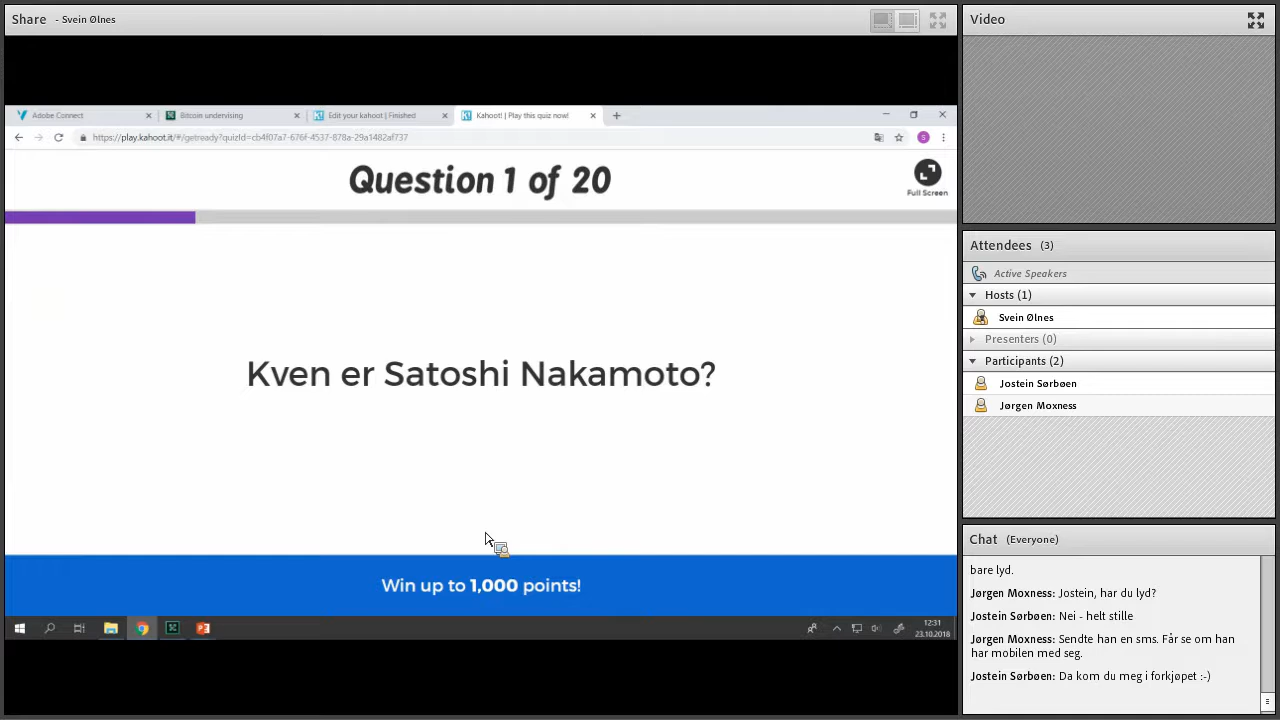 Share - Svein Ølnes
Adobe Connect
Bitcoin undervising
Edit your kahoot | Finished
Kahoot! | Play this quiz now!
https://play.kahoot.it/#/getready?quizId=cb4f07a7-676f-4537-878a-29a1482af737
S
Question 1 of 20
Full Screen
Kven er Satoshi Nakamoto?
Win up to 1,000 points!
12:31
23.10.2018
Video
Attendees (3)
Active Speakers
Hosts (1)
Svein Ølnes
Presenters (0)
Participants (2)
Jostein Sørbøen
Jørgen Moxness
Chat (Everyone)
bare lyd.
Jørgen Moxness: Jostein, har du lyd?
Jostein Sørbøen: Nei - helt stille
Jørgen Moxness: Sendte han en sms. Får se om han
har mobilen med seg.
Jostein Sørbøen: Da kom du meg i forkjøpet :-)